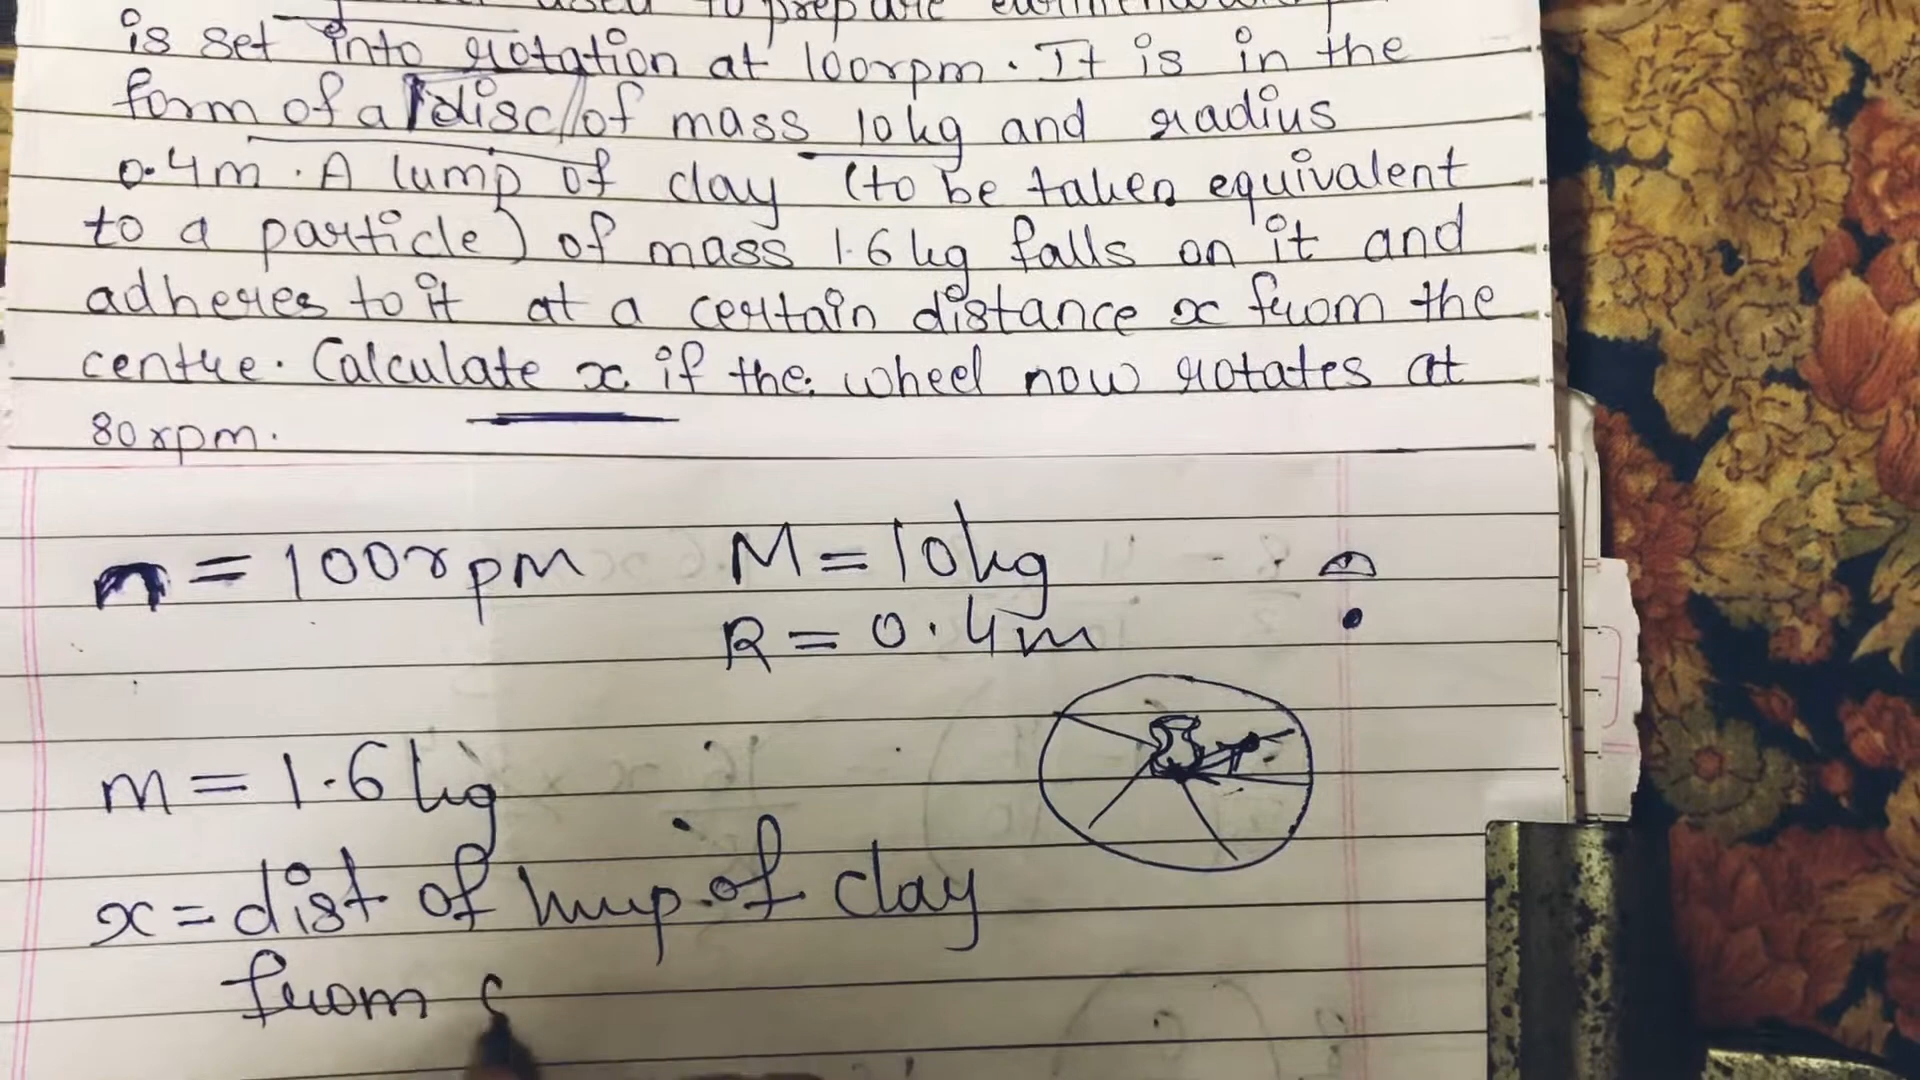 used to prepare
is set into rotation at 100rpm. It is in the
form of a disc of mass 10kg and radius
0.4m. A lump of clay (to be taken equivalent
to a particle) of mass 1.6kg falls on it and
adheres to it at a certain distance x from the
centre. Calculate x if the wheel now rotates at
80rpm.
n = 100rpm
M = 10kg
R = 0.4m
m = 1.6kg
x = dist of lump of clay
from